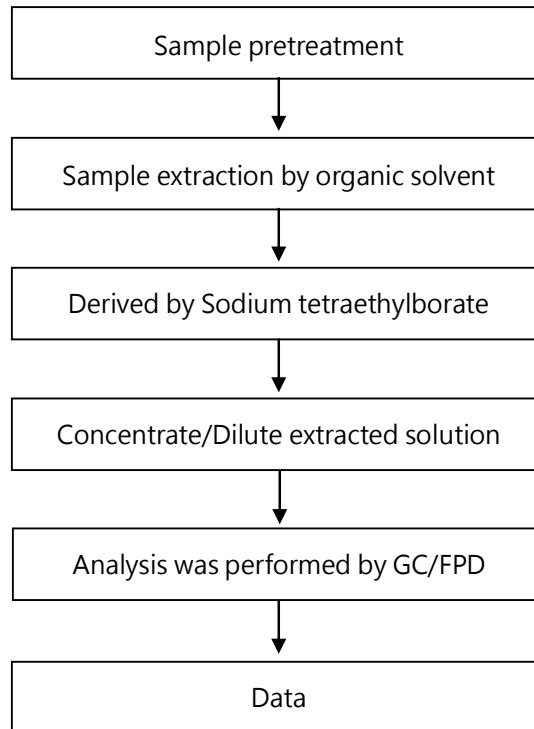 Sample pretreatment
Sample extraction by organic solvent
Derived by Sodium tetraethylborate
Concentrate/Dilute extracted solution
Analysis was performed by GC/FPD
Data